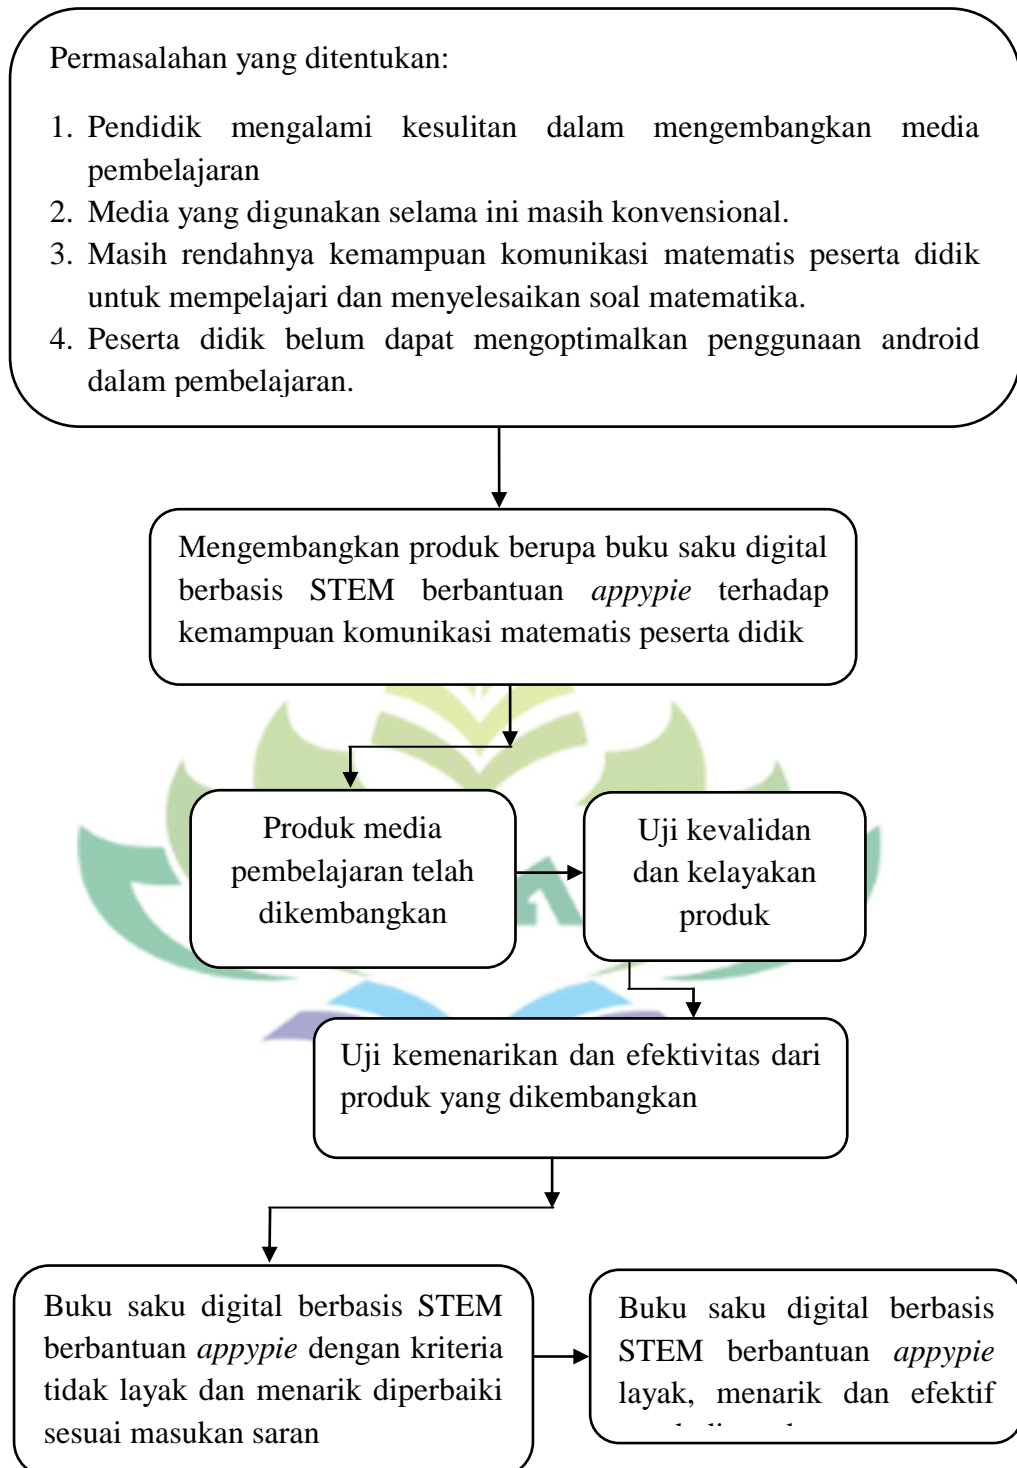 Permasalahan yang ditentukan:
1. Pendidik mengalami kesulitan dalam mengembangkan media
pembelajaran
2. Media yang digunakan selama ini masih konvensional.
3. Masih rendahnya kemampuan komunikasi matematis peserta didik
untuk mempelajari dan menyelesaikan soal matematika.
4. Peserta didik belum dapat mengoptimalkan penggunaan android
dalam pembelajaran.
Mengembangkan produk berupa buku saku digital
berbasis STEM berbantuan appypie terhadap
kemampuan komunikasi matematis peserta didik
Produk media
pembelajaran telah
dikembangkan
Uji kevalidan
dan kelayakan
produk
Uji kemenarikan dan efektivitas dari
produk yang dikembangkan
Buku saku digital berbasis STEM
berbantuan appypie dengan kriteria
tidak layak dan menarik diperbaiki
sesuai masukan saran
Buku saku digital berbasis
STEM berbantuan appypie
layak, menarik dan efektif